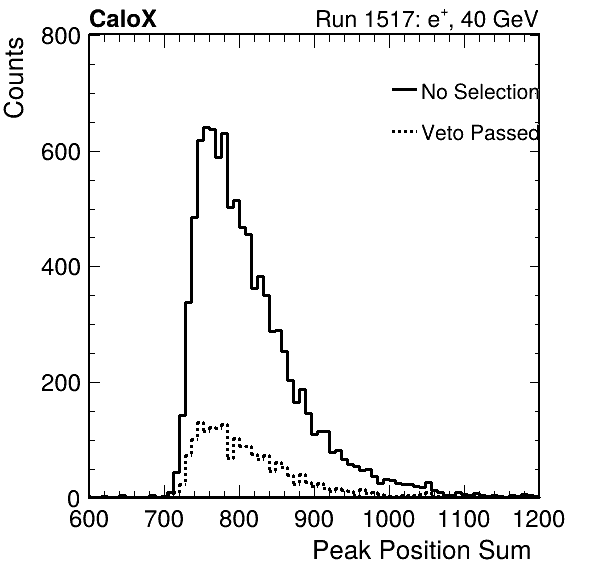 CaloX Run 1517: e⁺, 40 GeV
Counts
800
No Selection
Veto Passed
600
400
200
0
600 700 800 900 1000 1100 1200
Peak Position Sum